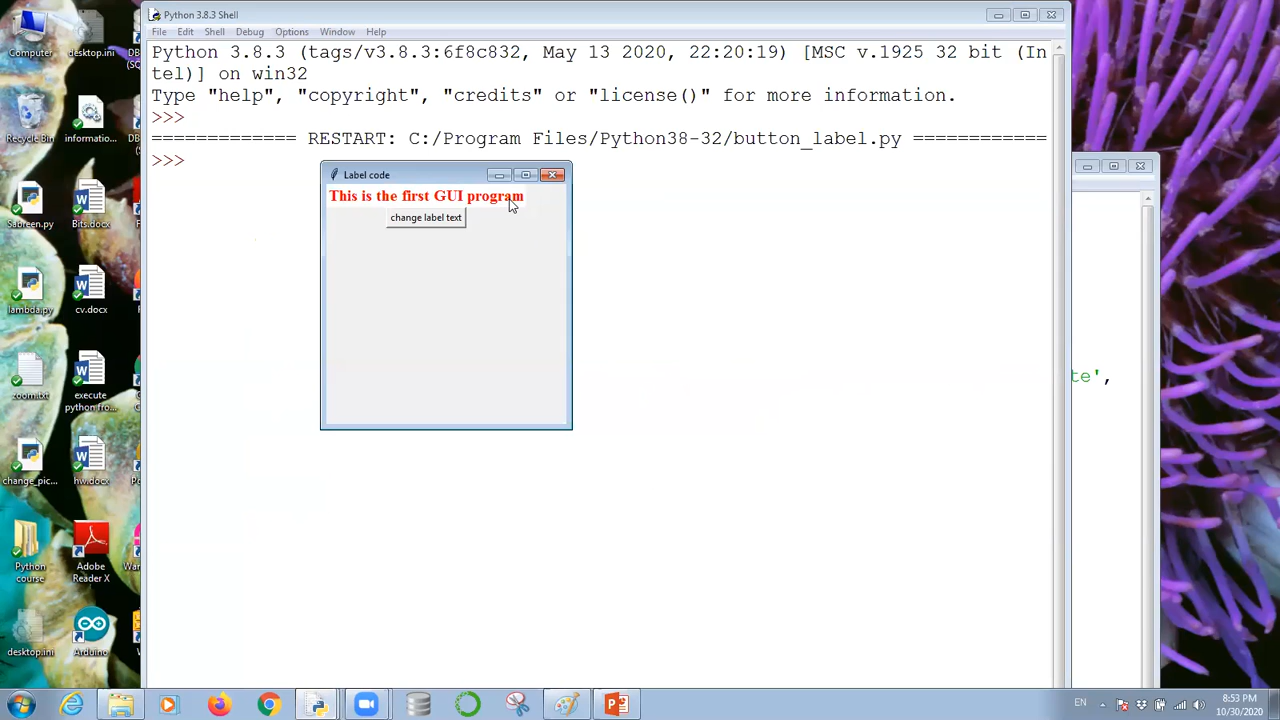 Python 3.8.3 Shell
File Edit Shell Debug Options Window Help
Python 3.8.3 (tags/v3.8.3:6f8c832, May 13 2020, 22:20:19) [MSC v.1925 32 bit (In
tel)] on win32
Type "help", "copyright", "credits" or "license()" for more information.
>>>
============= RESTART: C:/Program Files/Python38-32/button_label.py ============
>>>
Label code
This is the first GUI program
change label text
te',
Computer
desktop.ini
Recycle Bin
informatio...
Sabreen.py
Bits.docx
lambda.py
cv.docx
zoom.txt
execute
python fro...
change_pic...
hw.docx
Python
course
Adobe
Reader X
desktop.ini
Arduino
EN
8:53 PM
10/30/2020